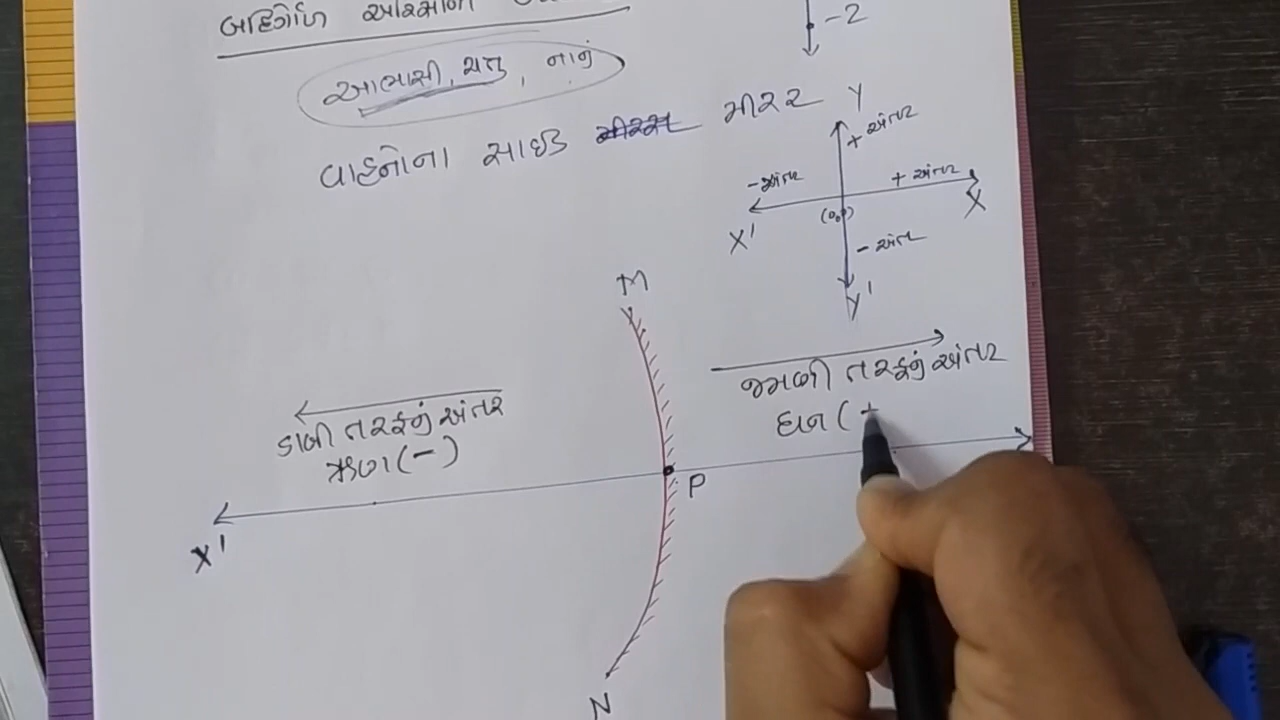 બહિર્ગોળ અરીસાના
આભાસી, ચત્તુ, નાનું
વાહનોના સાઈડ મીરર
-2
Y
+ અંતર
- અંતર
+ અંતર
X
X'
(0,0)
- અંતર
Y'
M
જમણી તરફનું અંતર
ધન (+
ડાબી તરફનું અંતર
ઋણ (-)
P
X'
N